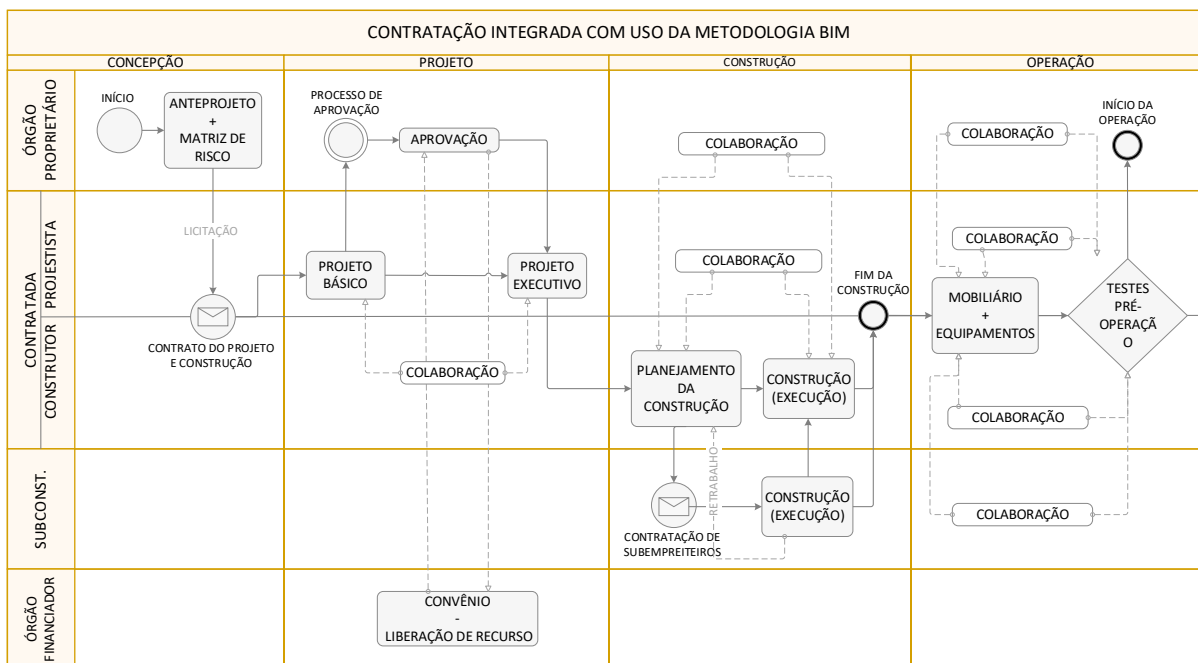 CONTRATAÇÃO INTEGRADA COM USO DA METODOLOGIA BIM
CONCEPÇÃO
PROJETO
CONSTRUÇÃO
OPERAÇÃO
ÓRGÃO
PROPRIETÁRIO
INÍCIO
ANTEPROJETO
+
MATRIZ DE
RISCO
PROCESSO DE
APROVAÇÃO
APROVAÇÃO
COLABORAÇÃO
COLABORAÇÃO
INÍCIO DA
OPERAÇÃO
CONTRATADA
PROJESTISTA
LICITAÇÃO
PROJETO
BÁSICO
PROJETO
EXECUTIVO
COLABORAÇÃO
FIM DA
CONSTRUÇÃO
COLABORAÇÃO
MOBILIÁRIO
+
EQUIPAMENTOS
TESTES
PRÉ-
OPERAÇÃ
O
CONSTRUTOR
CONTRATO DO PROJETO
E CONSTRUÇÃO
COLABORAÇÃO
PLANEJAMENTO
DA
CONSTRUÇÃO
CONSTRUÇÃO
(EXECUÇÃO)
COLABORAÇÃO
SUBCONST.
RETRABALHO
CONTRATAÇÃO DE
SUBEMPREITEIROS
CONSTRUÇÃO
(EXECUÇÃO)
COLABORAÇÃO
ÓRGÃO
FINANCIADOR
CONVÊNIO
-
LIBERAÇÃO DE RECURSO